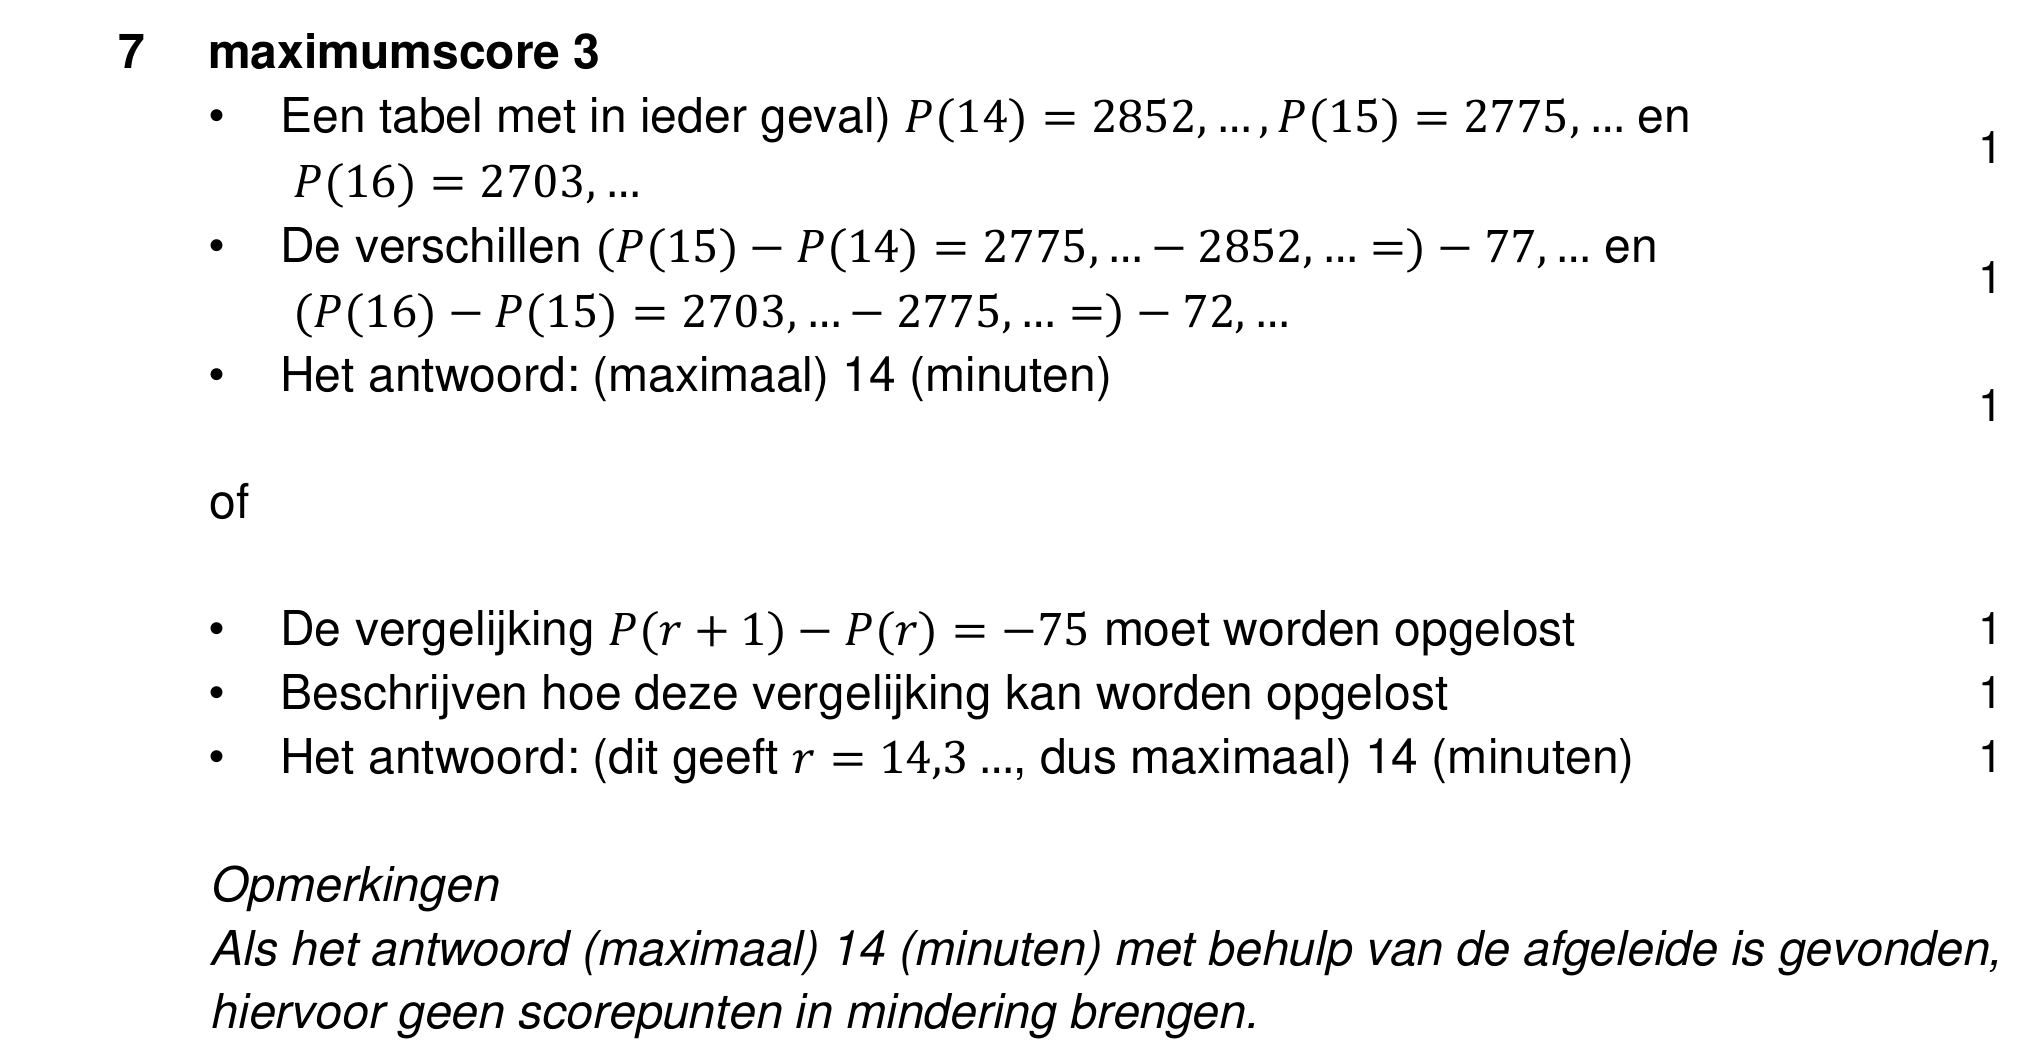 7 maximumscore 3
• Een tabel met in ieder geval) P(14) = 2852, … , P(15) = 2775, … en 1
P(16) = 2703, …
• De verschillen (P(15) − P(14) = 2775, … − 2852, … =) − 77, … en 1
(P(16) − P(15) = 2703, … − 2775, … =) − 72, …
• Het antwoord: (maximaal) 14 (minuten) 1
of
• De vergelijking P(r + 1) − P(r) = −75 moet worden opgelost 1
• Beschrijven hoe deze vergelijking kan worden opgelost 1
• Het antwoord: (dit geeft r = 14,3 …, dus maximaal) 14 (minuten) 1
Opmerkingen
Als het antwoord (maximaal) 14 (minuten) met behulp van de afgeleide is gevonden,
hiervoor geen scorepunten in mindering brengen.